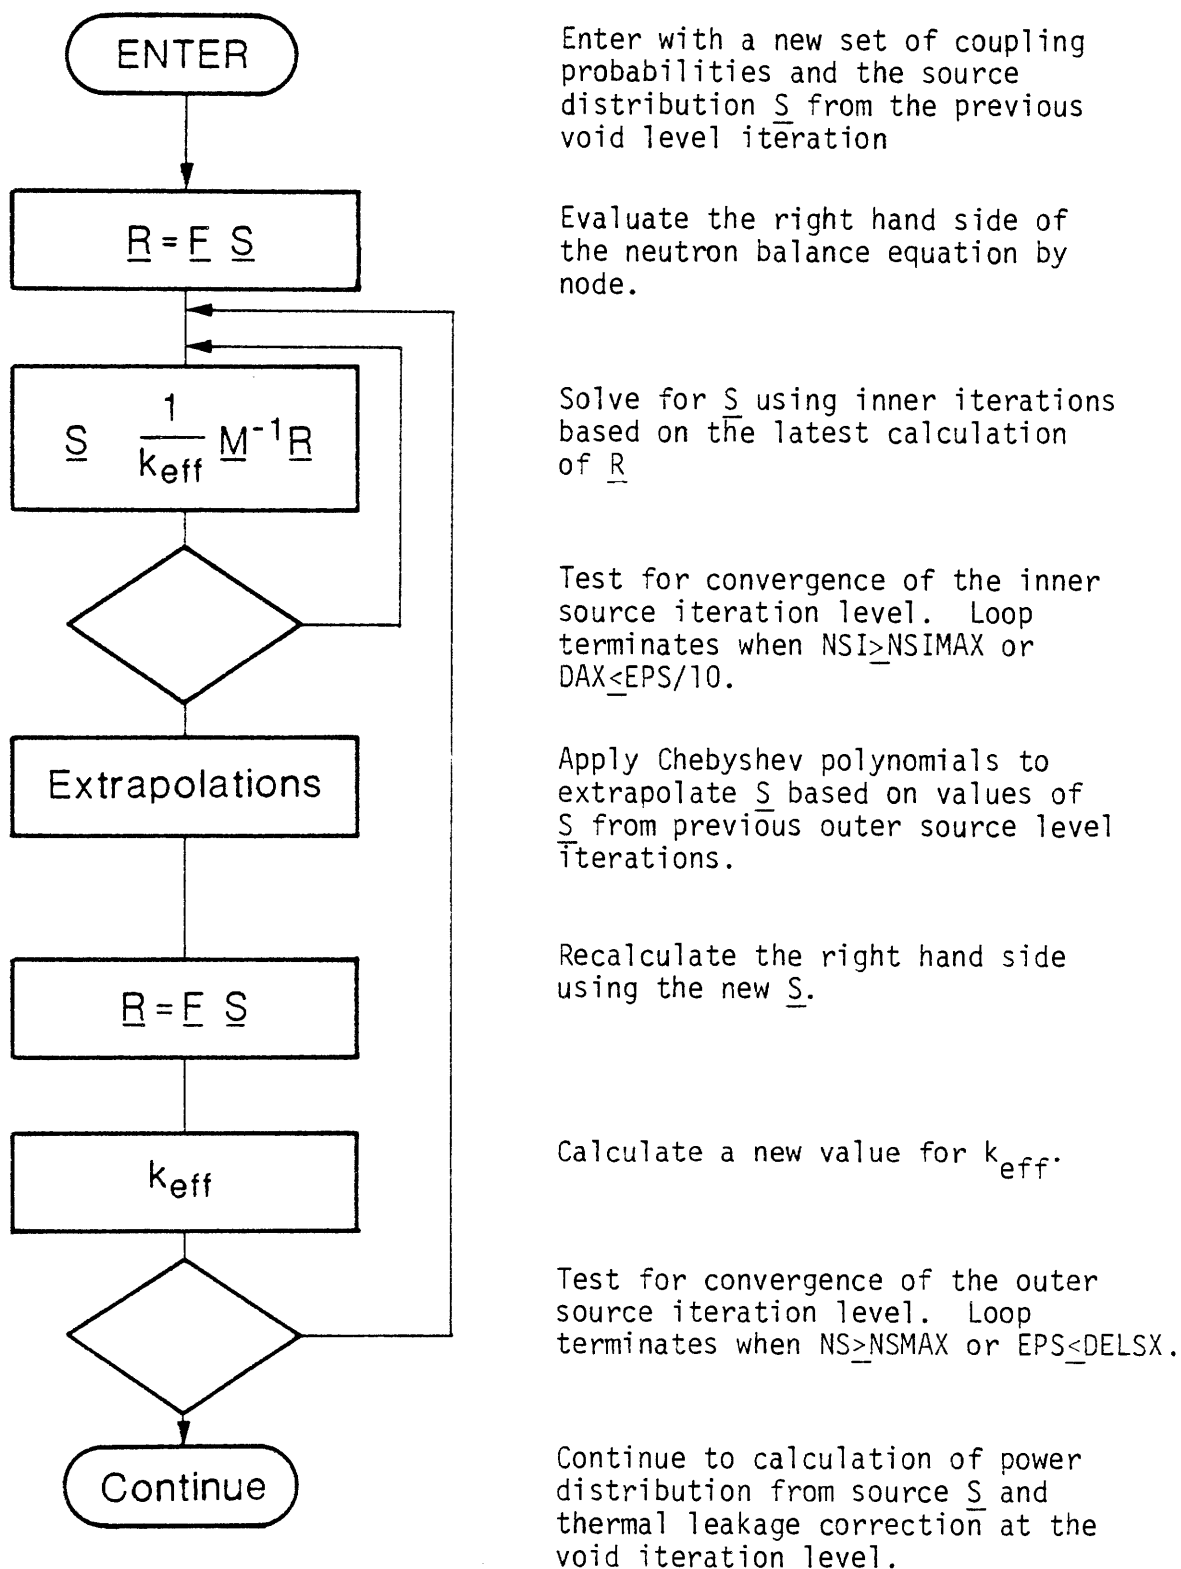 ENTER
Enter with a new set of coupling
probabilities and the source
distribution S from the previous
void level iteration
R = F S
Evaluate the right hand side of
the neutron balance equation by
node.
S 1/keff M⁻¹ R
Solve for S using inner iterations
based on the latest calculation
of R
Test for convergence of the inner
source iteration level. Loop
terminates when NSI≥NSIMAX or
DAX≤EPS/10.
Extrapolations
Apply Chebyshev polynomials to
extrapolate S based on values of
S from previous outer source level
iterations.
R = F S
Recalculate the right hand side
using the new S.
keff
Calculate a new value for keff.
Test for convergence of the outer
source iteration level. Loop
terminates when NS≥NSMAX or EPS≤DELSX.
Continue
Continue to calculation of power
distribution from source S and
thermal leakage correction at the
void iteration level.